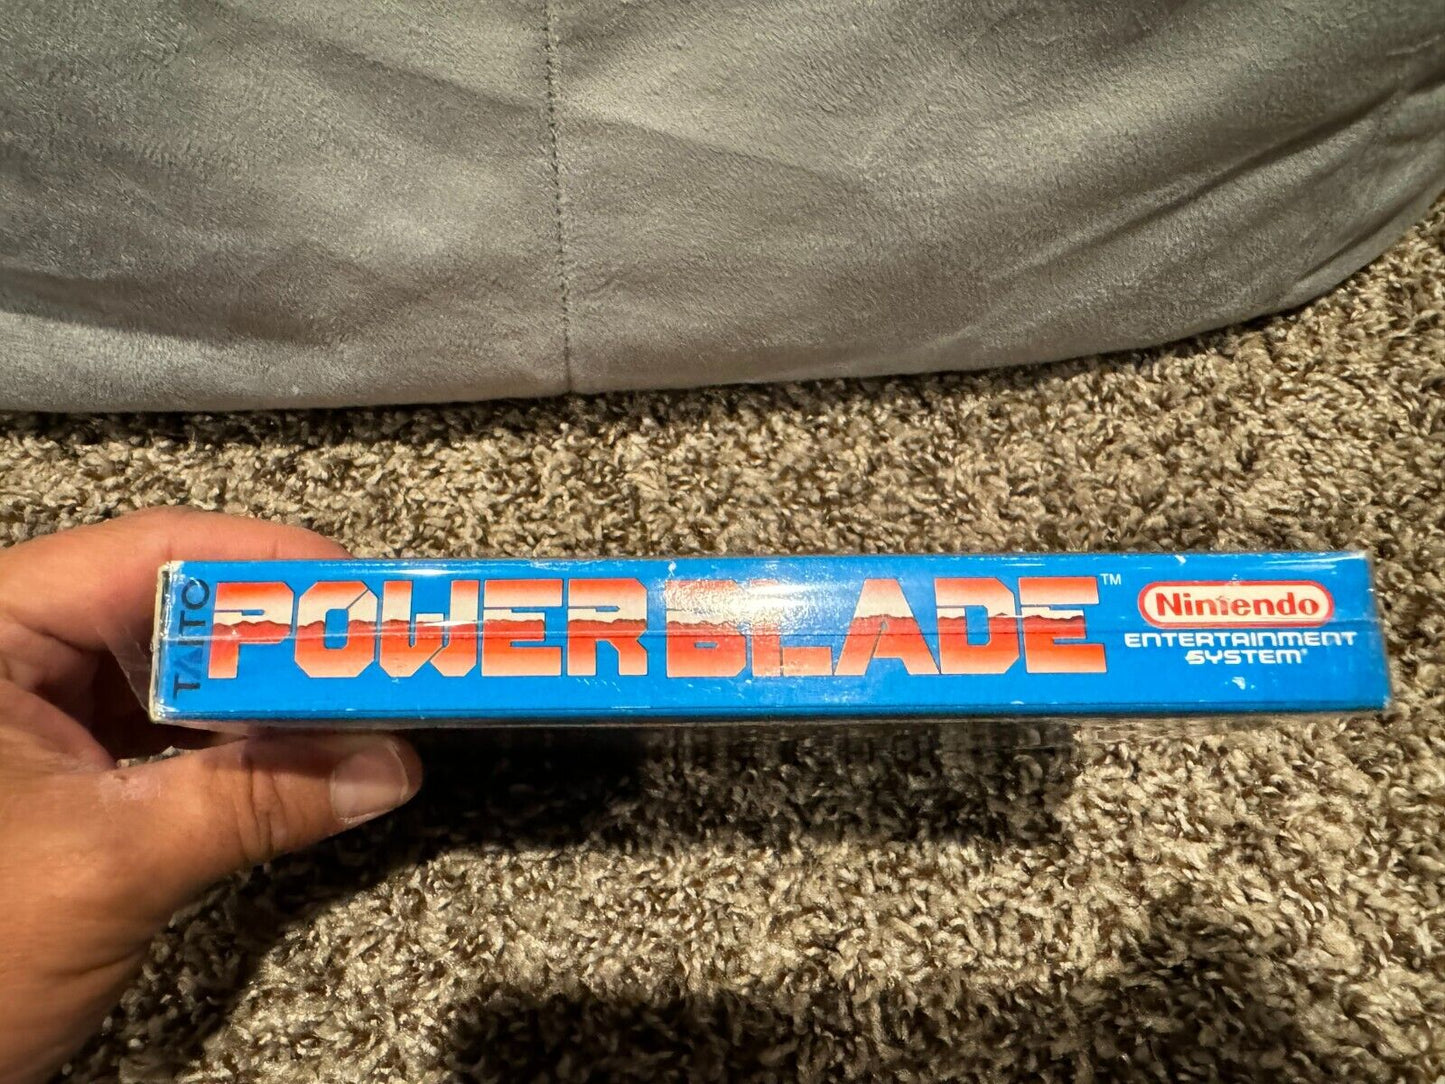 TAITO
POWER BLADE™
Nintendo
ENTERTAINMENT
SYSTEM®